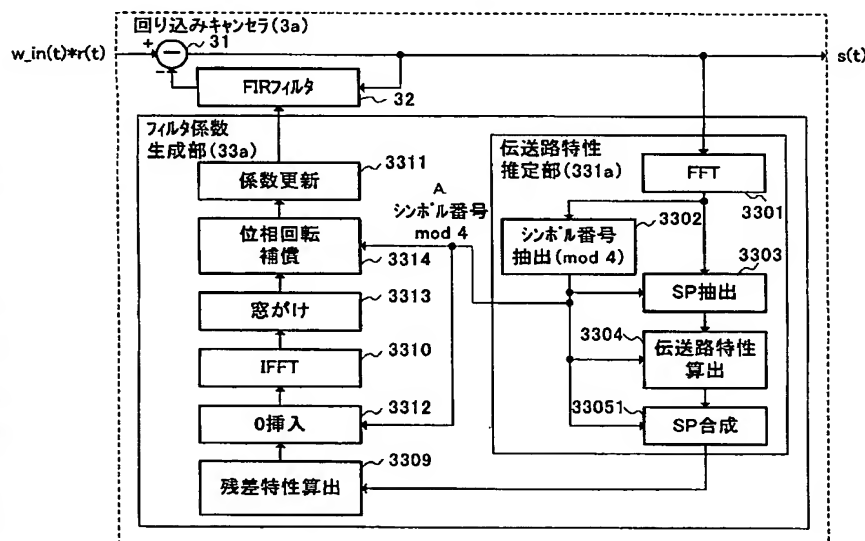 回り込みキャンセラ(3a)
w_in(t)*r(t)
+
−
31
−
s(t)
FIRフィルタ
32
フィルタ係数
生成部(33a)
伝送路特性
推定部(331a)
係数更新
3311
A
シンボル番号
mod 4
FFT
3301
位相回転
補償
3314
シンボル番号
抽出(mod 4)
3302
3303
SP抽出
窓がけ
3313
3304
伝送路特性
算出
IFFT
3310
33051
SP合成
0挿入
3312
残差特性算出
3309